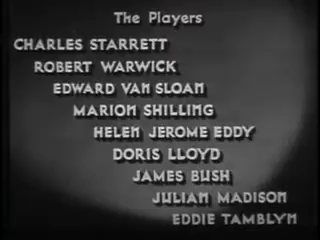 The Players
CHARLES STARRETT
ROBERT WARWICK
EDWARD VAN SLOAN
MARION SHILLING
HELEN JEROME EDDY
DORIS LLOYD
JAMES BUSH
JULIAN MADISON
EDDIE TAMBLYN